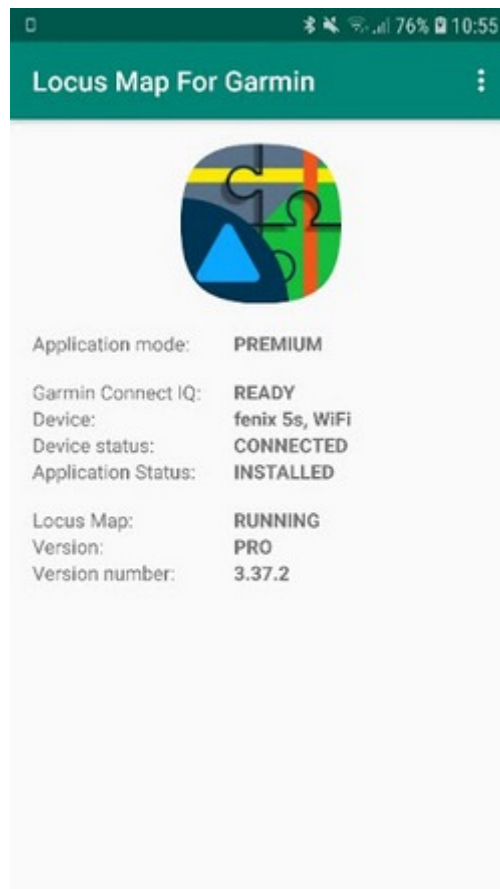 76% 10:55
Locus Map For Garmin
Application mode: PREMIUM
Garmin Connect IQ: READY
Device: fenix 5s, WiFi
Device status: CONNECTED
Application Status: INSTALLED
Locus Map: RUNNING
Version: PRO
Version number: 3.37.2